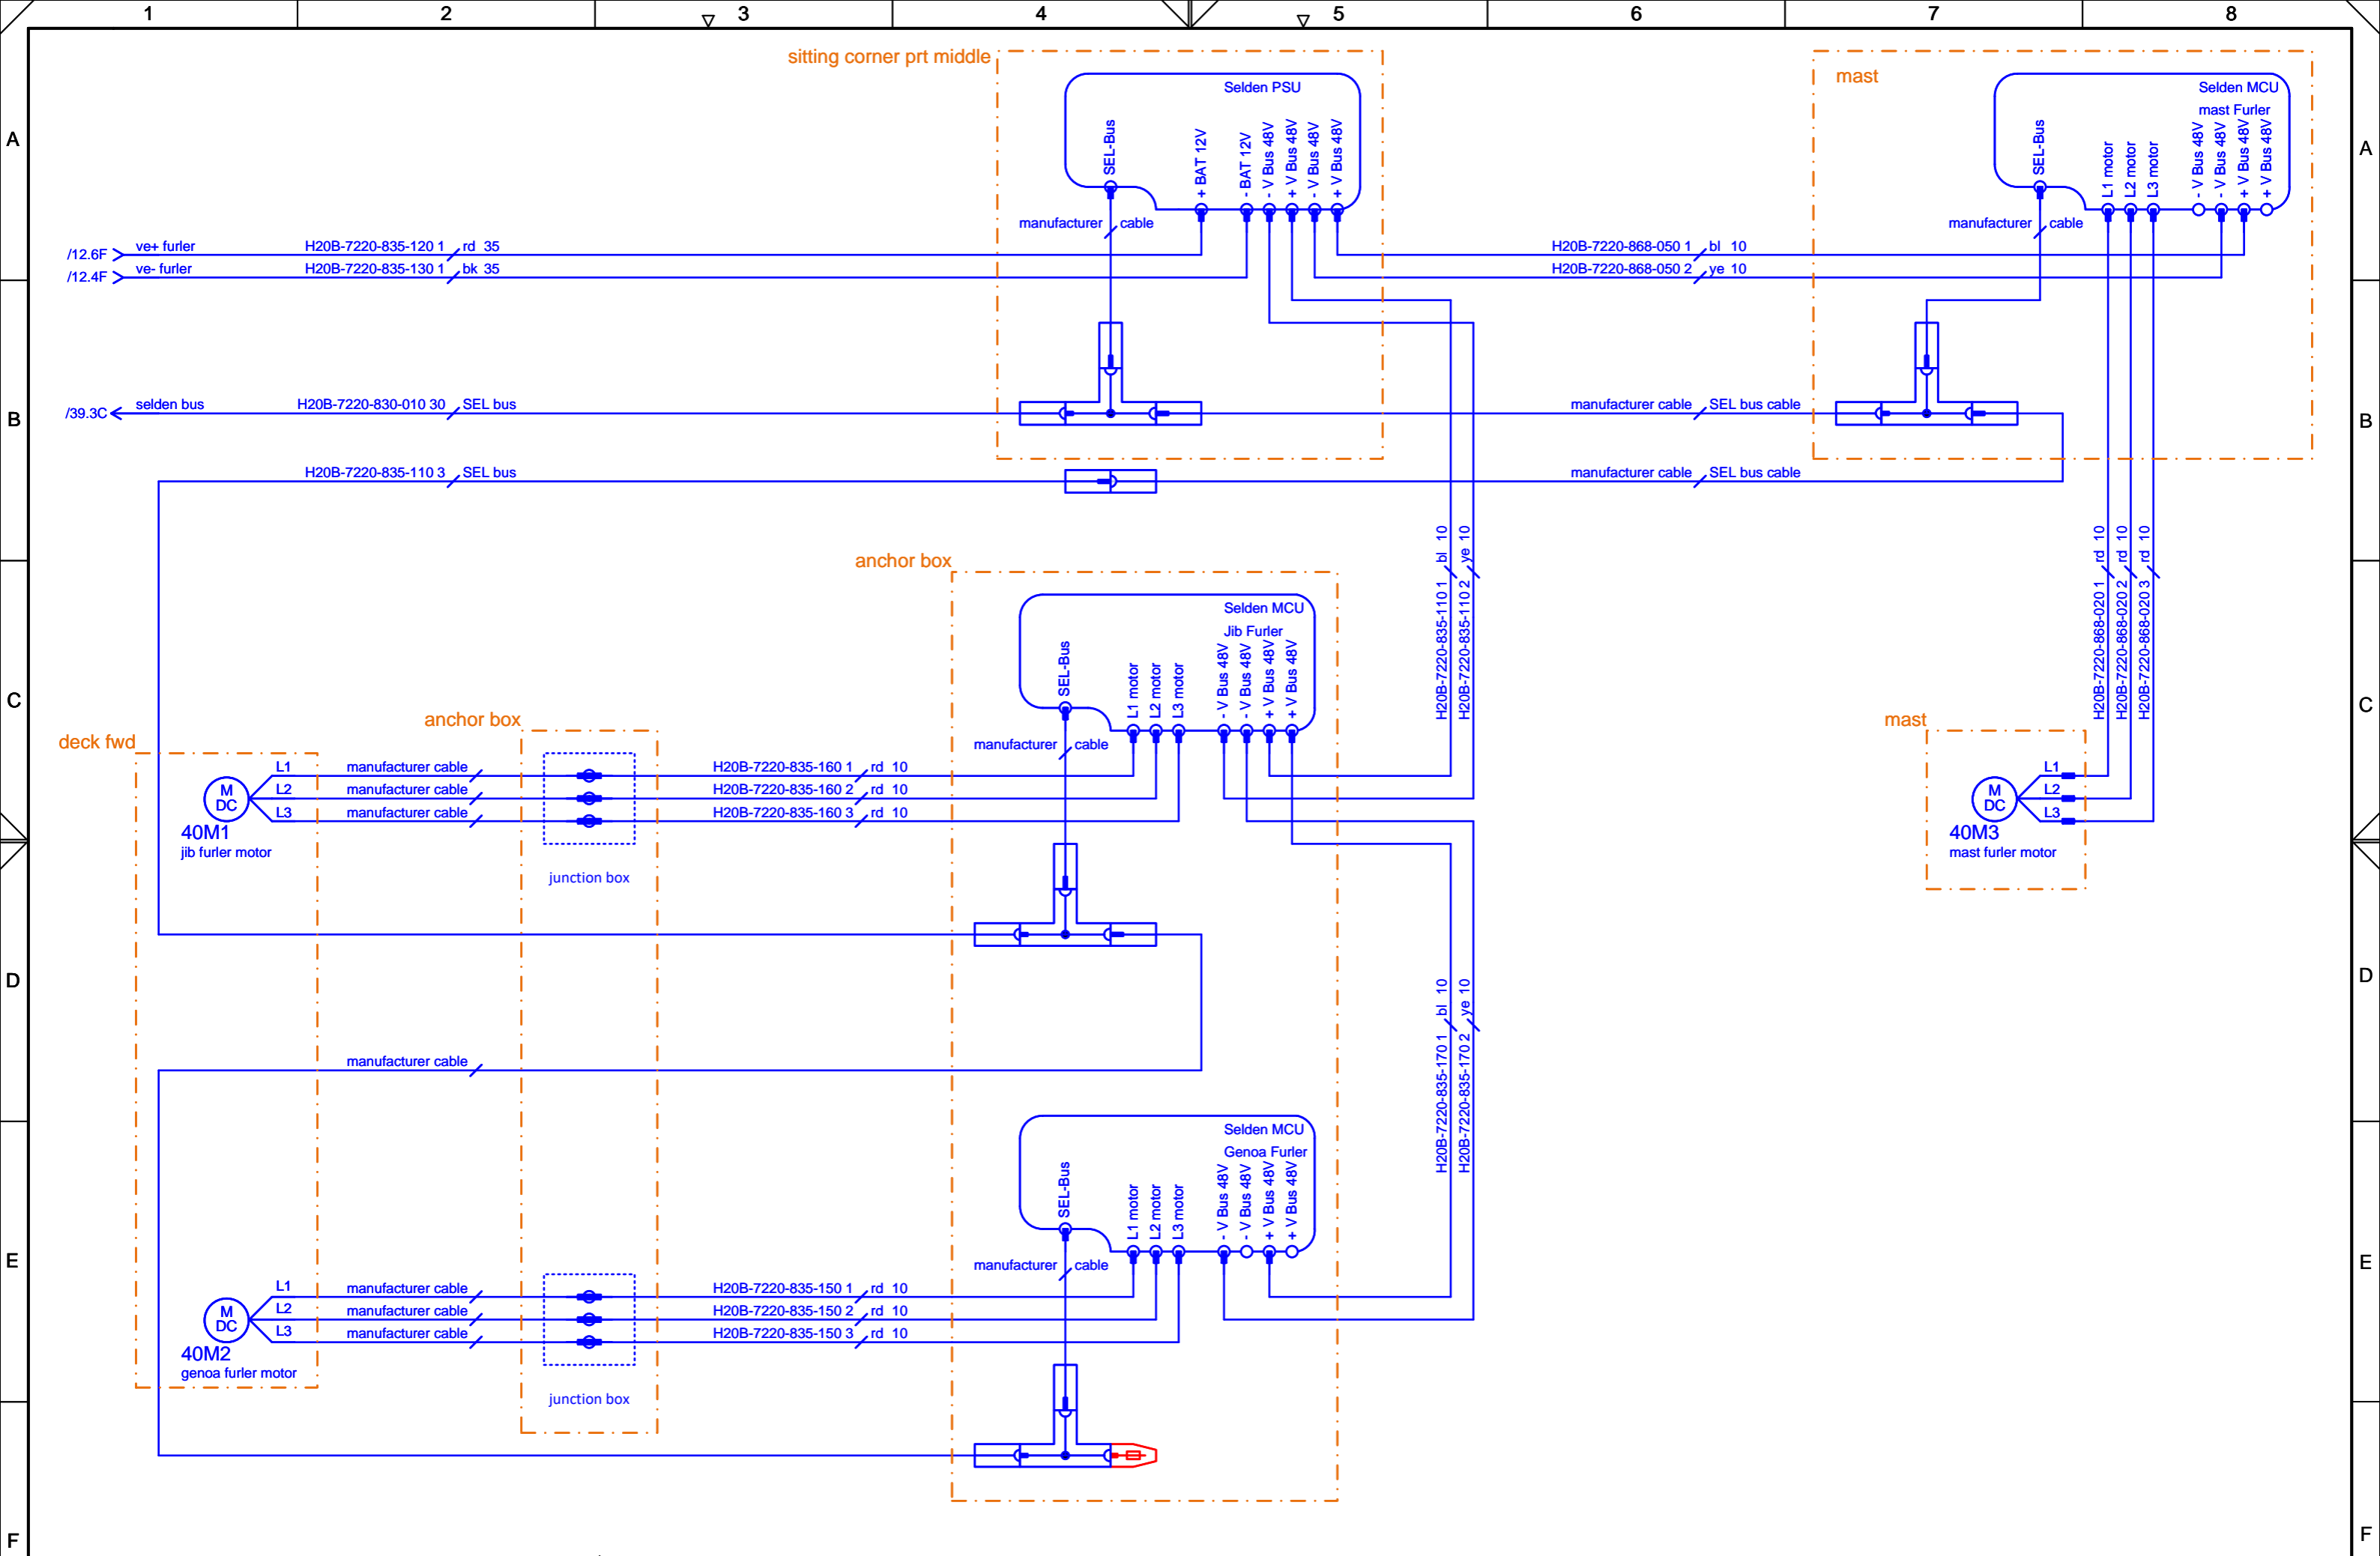 1 2 3 4 5 6 7 8
sitting corner prt middle
mast
Selden PSU
Selden MCU
mast Furler
A
A
SEL-Bus
+ BAT 12V
- BAT 12V
- V Bus 48V
+ V Bus 48V
- V Bus 48V
+ V Bus 48V
SEL-Bus
L1 motor
L2 motor
L3 motor
- V Bus 48V
- V Bus 48V
+ V Bus 48V
+ V Bus 48V
manufacturer cable
manufacturer cable
/12.6F ve+ furler H20B-7220-835-120 1 rd 35
H20B-7220-868-050 1 bl 10
/12.4F ve- furler H20B-7220-835-130 1 bk 35
H20B-7220-868-050 2 ye 10
B
B
/39.3C selden bus H20B-7220-830-010 30 SEL bus
manufacturer cable SEL bus cable
H20B-7220-835-110 3 SEL bus
manufacturer cable SEL bus cable
H20B-7220-835-110 1 bl 10
H20B-7220-835-110 2 ye 10
H20B-7220-868-020 1 rd 10
H20B-7220-868-020 2 rd 10
H20B-7220-868-020 3 rd 10
anchor box
Selden MCU
Jib Furler
C
C
SEL-Bus
L1 motor
L2 motor
L3 motor
- V Bus 48V
- V Bus 48V
+ V Bus 48V
+ V Bus 48V
manufacturer cable
deck fwd
anchor box
mast
L1 manufacturer cable H20B-7220-835-160 1 rd 10
L2 manufacturer cable H20B-7220-835-160 2 rd 10
L3 manufacturer cable H20B-7220-835-160 3 rd 10
M
DC
40M1
jib furler motor
junction box
L1
L2
L3
M
DC
40M3
mast furler motor
D
D
manufacturer cable
H20B-7220-835-170 1 bl 10
H20B-7220-835-170 2 ye 10
Selden MCU
Genoa Furler
E
E
SEL-Bus
L1 motor
L2 motor
L3 motor
- V Bus 48V
- V Bus 48V
+ V Bus 48V
+ V Bus 48V
manufacturer cable
L1 manufacturer cable H20B-7220-835-150 1 rd 10
L2 manufacturer cable H20B-7220-835-150 2 rd 10
L3 manufacturer cable H20B-7220-835-150 3 rd 10
M
DC
40M2
genoa furler motor
junction box
F
F